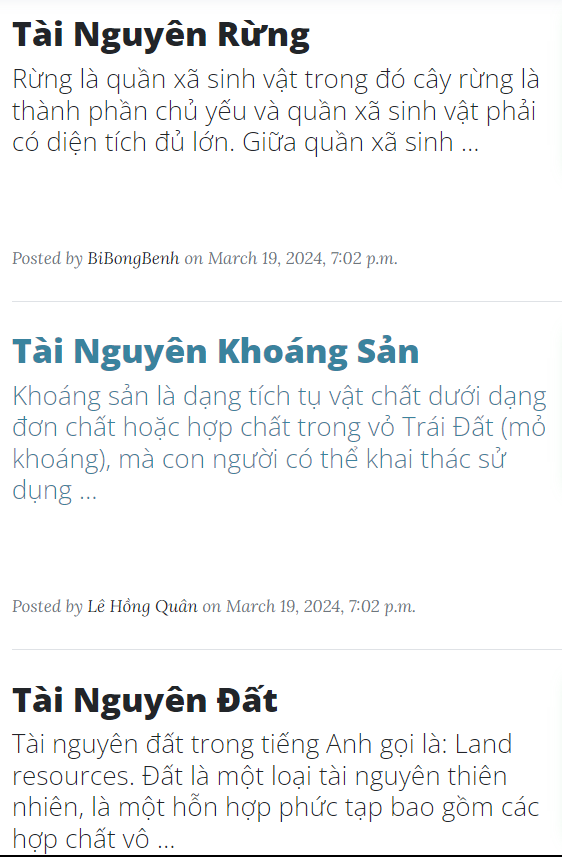 Tài Nguyên Rừng
Rừng là quần xã sinh vật trong đó cây rừng là
thành phần chủ yếu và quần xã sinh vật phải
có diện tích đủ lớn. Giữa quần xã sinh ...
Posted by BiBongBenh on March 19, 2024, 7:02 p.m.
Tài Nguyên Khoáng Sản
Khoáng sản là dạng tích tụ vật chất dưới dạng
đơn chất hoặc hợp chất trong vỏ Trái Đất (mỏ
khoáng), mà con người có thể khai thác sử
dụng ...
Posted by Lê Hồng Quân on March 19, 2024, 7:02 p.m.
Tài Nguyên Đất
Tài nguyên đất trong tiếng Anh gọi là: Land
resources. Đất là một loại tài nguyên thiên
nhiên, là một hỗn hợp phức tạp bao gồm các
hợp chất vô ...